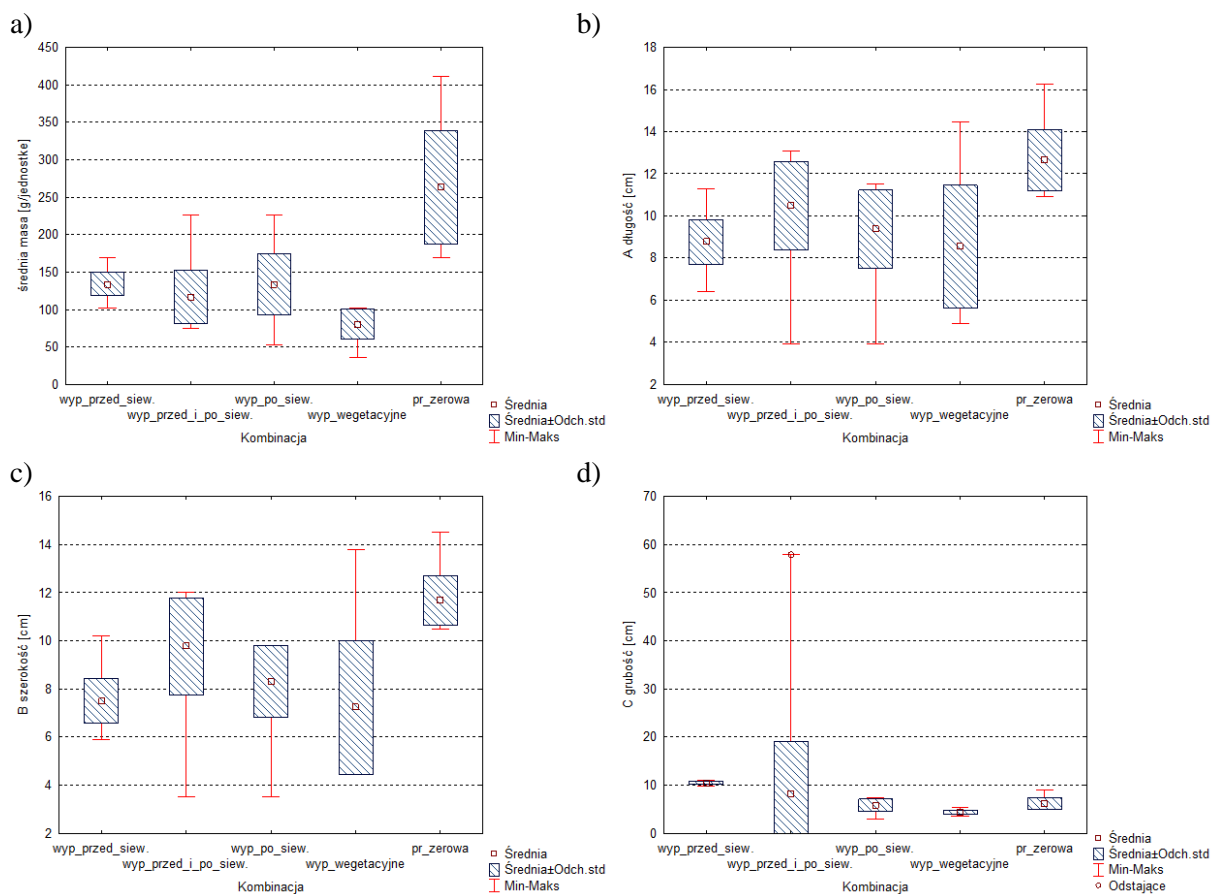 a)
450
400
350
300
250
200
150
100
50
0
średnia masa [g/jednostke]
wyp_przed_siew.
wyp_po_siew.
pr_zerowa
wyp_przed_i_po_siew.
wyp_wegetacyjne
Kombinacja
Średnia
Średnia±Odch.std
Min-Maks
b)
18
16
14
12
10
8
6
4
2
A długość [cm]
wyp_przed_siew.
wyp_po_siew.
pr_zerowa
wyp_przed_i_po_siew.
wyp_wegetacyjne
Kombinacja
Średnia
Średnia±Odch.std
Min-Maks
c)
16
14
12
10
8
6
4
2
B szerokość [cm]
wyp_przed_siew.
wyp_po_siew.
pr_zerowa
wyp_przed_i_po_siew.
wyp_wegetacyjne
Kombinacja
Średnia
Średnia±Odch.std
Min-Maks
d)
70
60
50
40
30
20
10
0
C grubość [cm]
wyp_przed_siew.
wyp_po_siew.
pr_zerowa
wyp_przed_i_po_siew.
wyp_wegetacyjne
Kombinacja
Średnia
Średnia±Odch.std
Min-Maks
Odstające